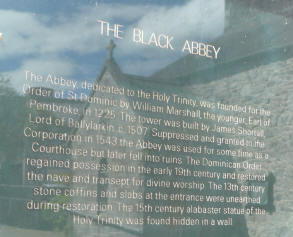 THE BLACK ABBEY
The Abbey, dedicated to the Holy Trinity, was founded for the
Order of St Dominic by William Marshall, the younger, Earl of
Pembroke, in 1225. The tower was built by James Shortall,
Lord of Ballylarkin, c. 1507. Suppressed and granted to the
Corporation in 1543 the Abbey was used for some time as a
Courthouse but later fell into ruins. The Dominican Order
regained possession in the early 19th century and restored
the nave and transept for divine worship. The 13th century
stone coffins and slabs at the entrance were unearthed
during restoration. The 15th century alabaster statue of the
Holy Trinity was found hidden in a wall.